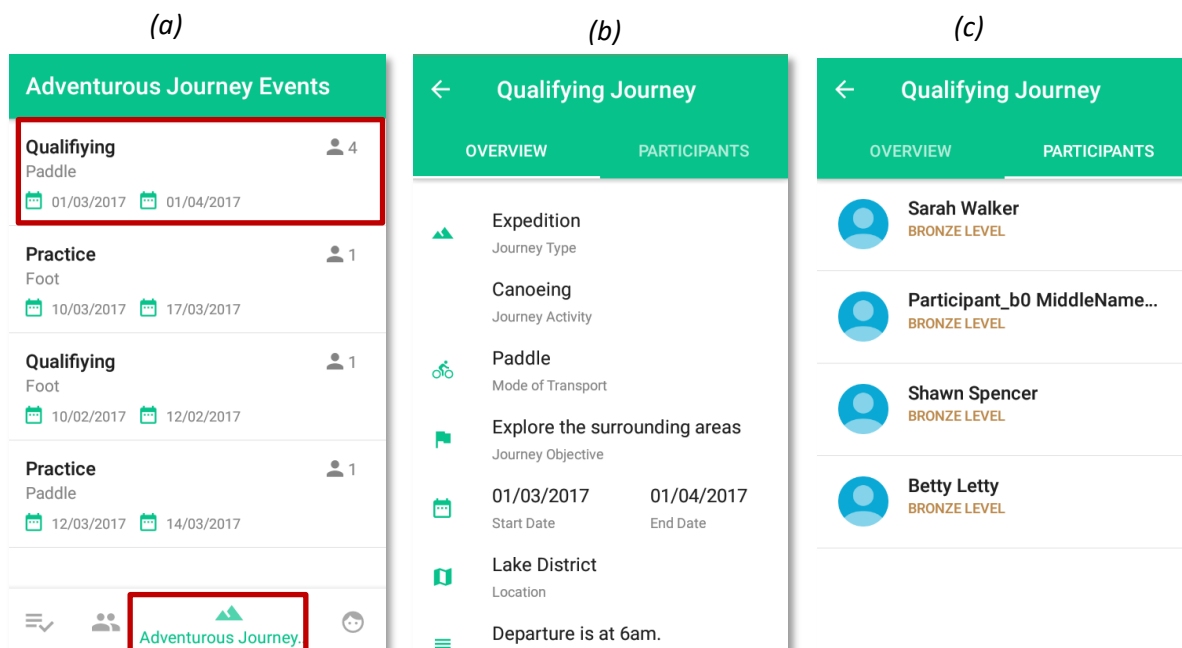 (a)
Adventurous Journey Events
Qualifiying
4
Paddle
01/03/2017 01/04/2017
Practice
1
Foot
10/03/2017 17/03/2017
Qualifiying
1
Foot
10/02/2017 12/02/2017
Practice
1
Paddle
12/03/2017 14/03/2017
Adventurous Journey..
(b)
Qualifying Journey
OVERVIEW PARTICIPANTS
Expedition
Journey Type
Canoeing
Journey Activity
Paddle
Mode of Transport
Explore the surrounding areas
Journey Objective
01/03/2017 01/04/2017
Start Date End Date
Lake District
Location
Departure is at 6am.
(c)
Qualifying Journey
OVERVIEW PARTICIPANTS
Sarah Walker
BRONZE LEVEL
Participant_b0 MiddleName...
BRONZE LEVEL
Shawn Spencer
BRONZE LEVEL
Betty Letty
BRONZE LEVEL